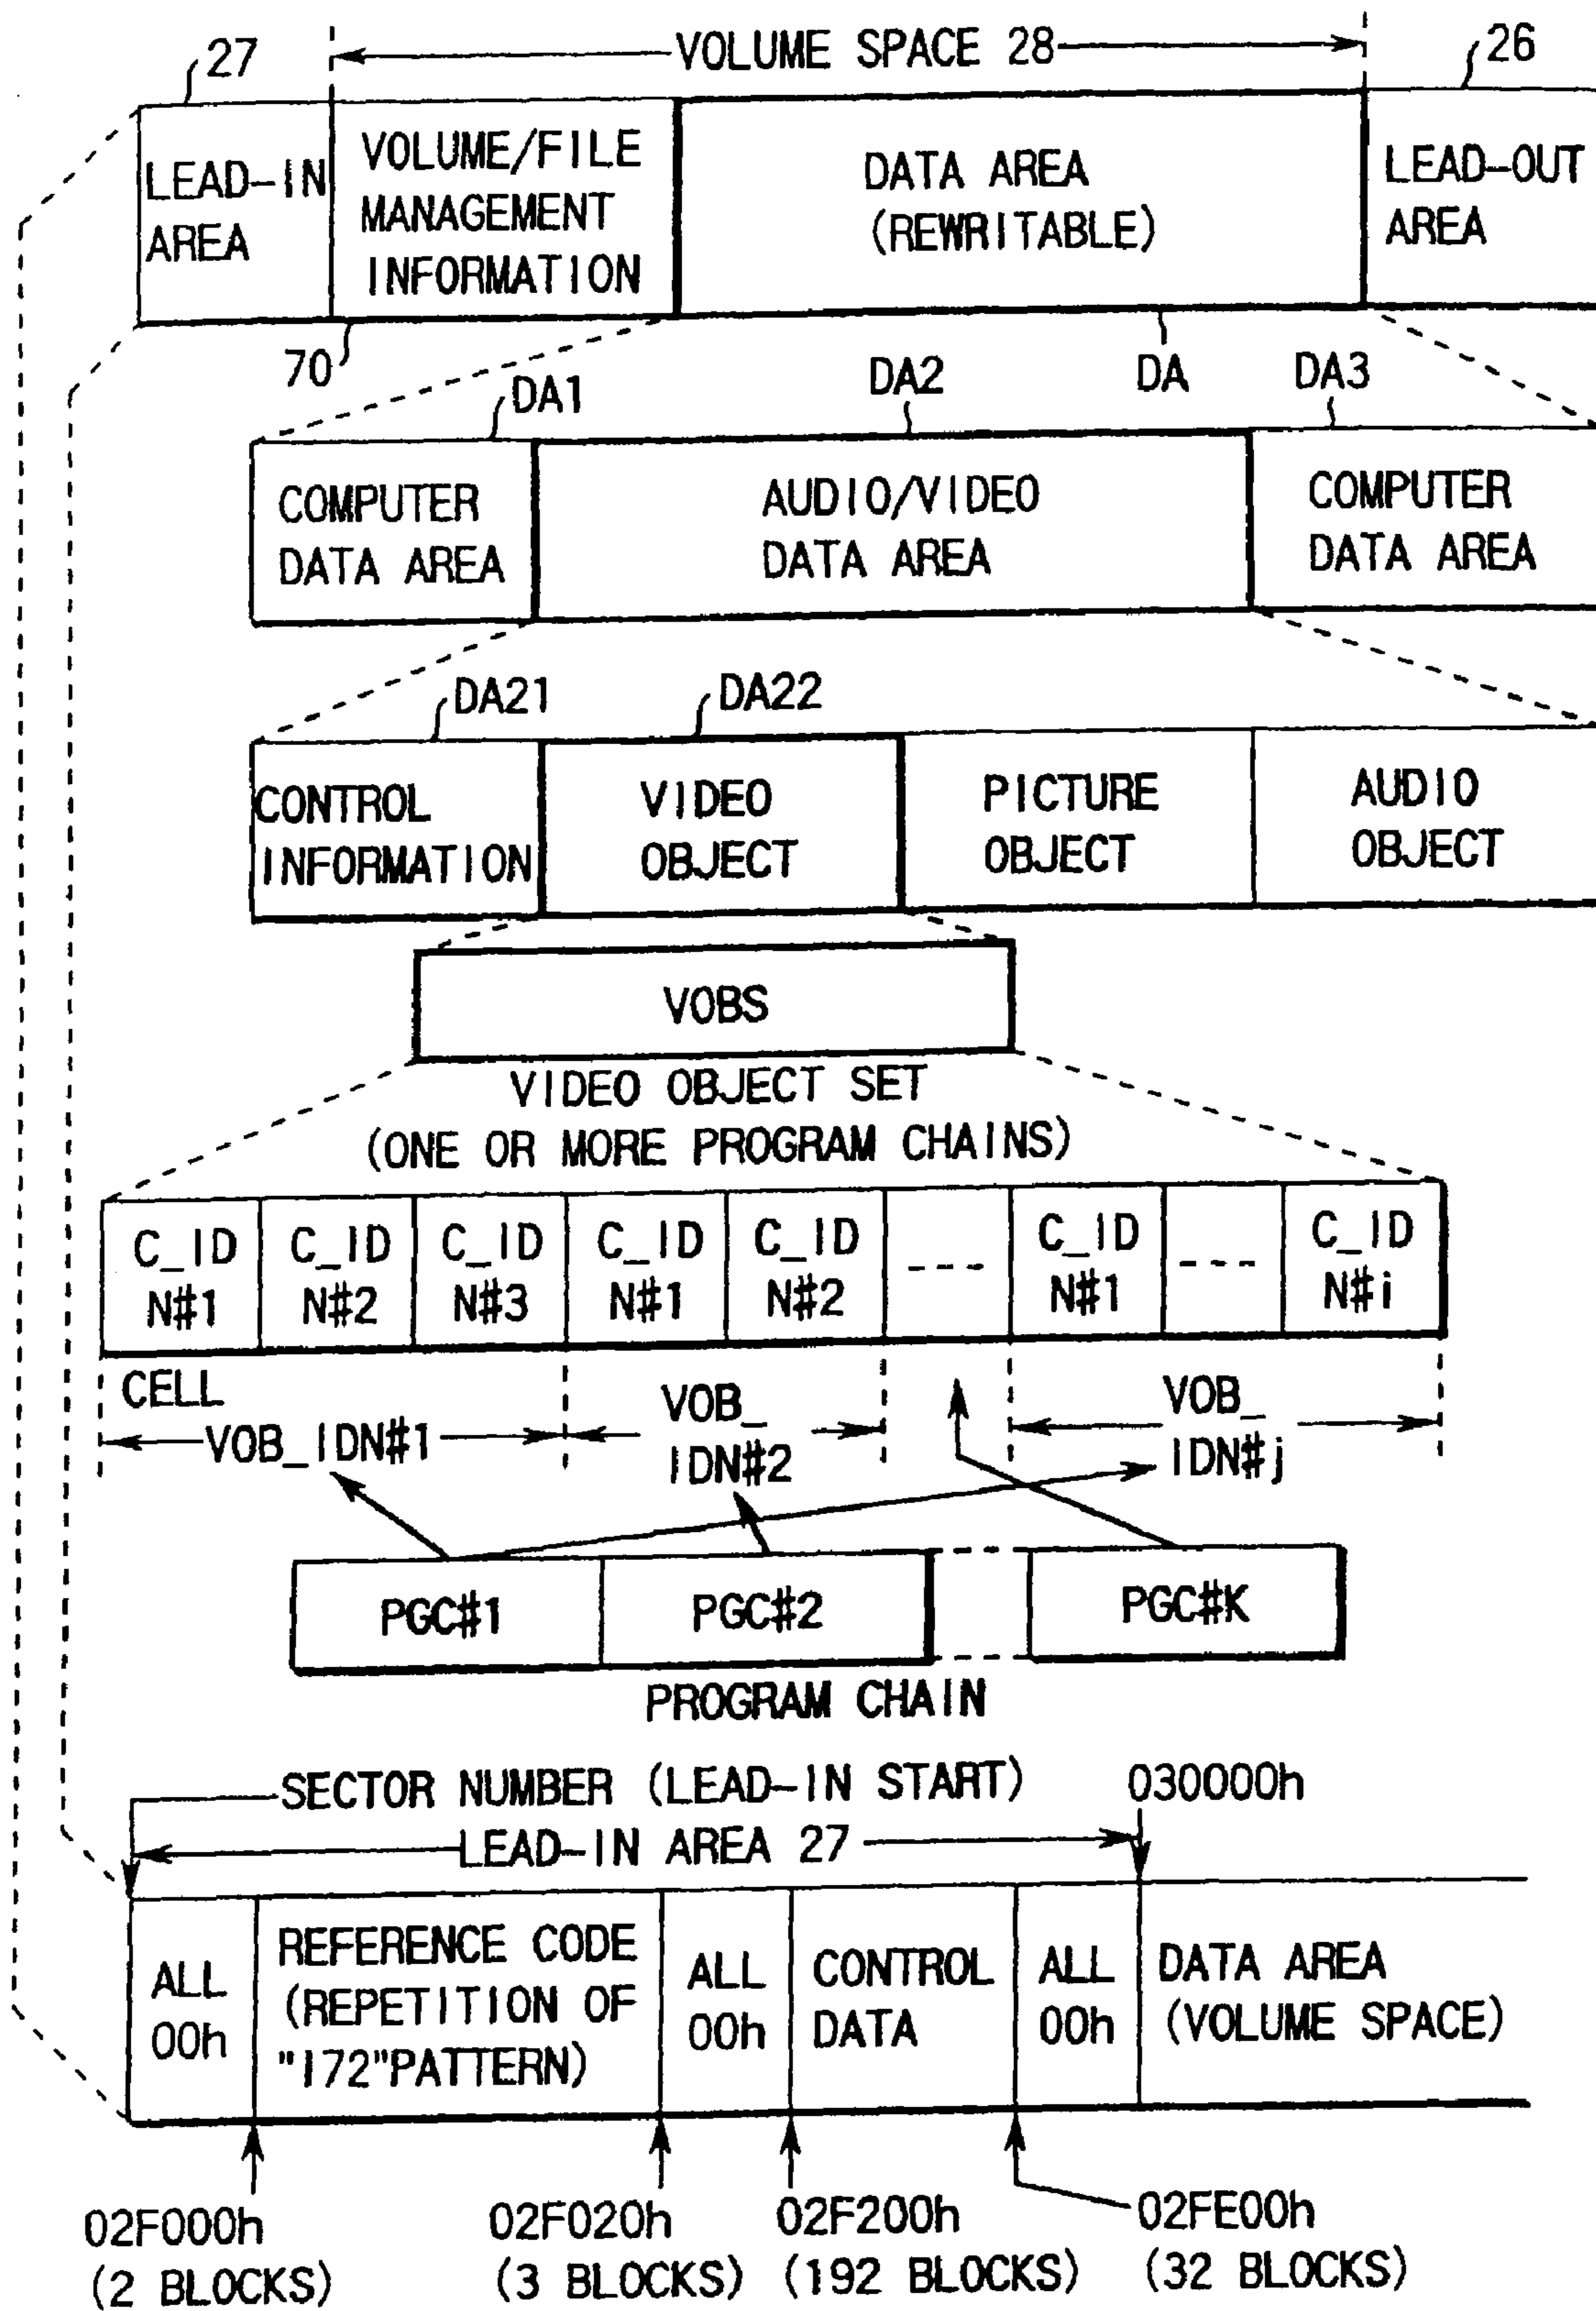 27
VOLUME SPACE 28
26
LEAD-IN
AREA
VOLUME/FILE
MANAGEMENT
INFORMATION
DATA AREA
(REWRITABLE)
LEAD-OUT
AREA
70
DA1
DA2
DA
DA3
COMPUTER
DATA AREA
AUDIO/VIDEO
DATA AREA
COMPUTER
DATA AREA
DA21
DA22
CONTROL
INFORMATION
VIDEO
OBJECT
PICTURE
OBJECT
AUDIO
OBJECT
VOBS
VIDEO OBJECT SET
(ONE OR MORE PROGRAM CHAINS)
C_ID
N#1
C_ID
N#2
C_ID
N#3
C_ID
N#1
C_ID
N#2
----
C_ID
N#1
----
C_ID
N#i
CELL
VOB_IDN#1
VOB_
IDN#2
VOB_
IDN#j
PGC#1
PGC#2
PGC#K
PROGRAM CHAIN
SECTOR NUMBER (LEAD-IN START)
030000h
LEAD-IN AREA 27
ALL
00h
REFERENCE CODE
(REPETITION OF
"172"PATTERN)
ALL
00h
CONTROL
DATA
ALL
00h
DATA AREA
(VOLUME SPACE)
02F000h
(2 BLOCKS)
02F020h
(3 BLOCKS)
02F200h
(192 BLOCKS)
02FE00h
(32 BLOCKS)